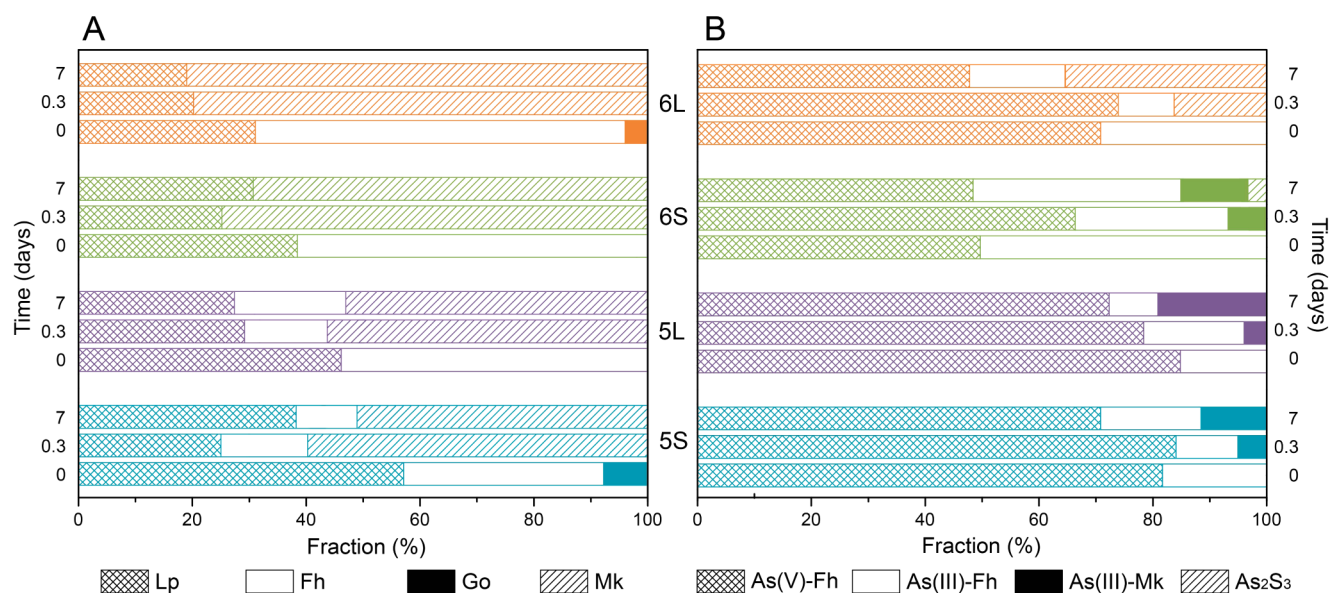 A B
7 7
0.3 6L 0.3
0 0
7 7
0.3 6S 0.3
0 0
Time (days) Time (days)
7 7
0.3 5L 0.3
0 0
7 7
0.3 5S 0.3
0 0
0 20 40 60 80 100 0 20 40 60 80 100
Fraction (%) Fraction (%)
Lp Fh Go Mk As(V)-Fh As(III)-Fh As(III)-Mk As₂S₃